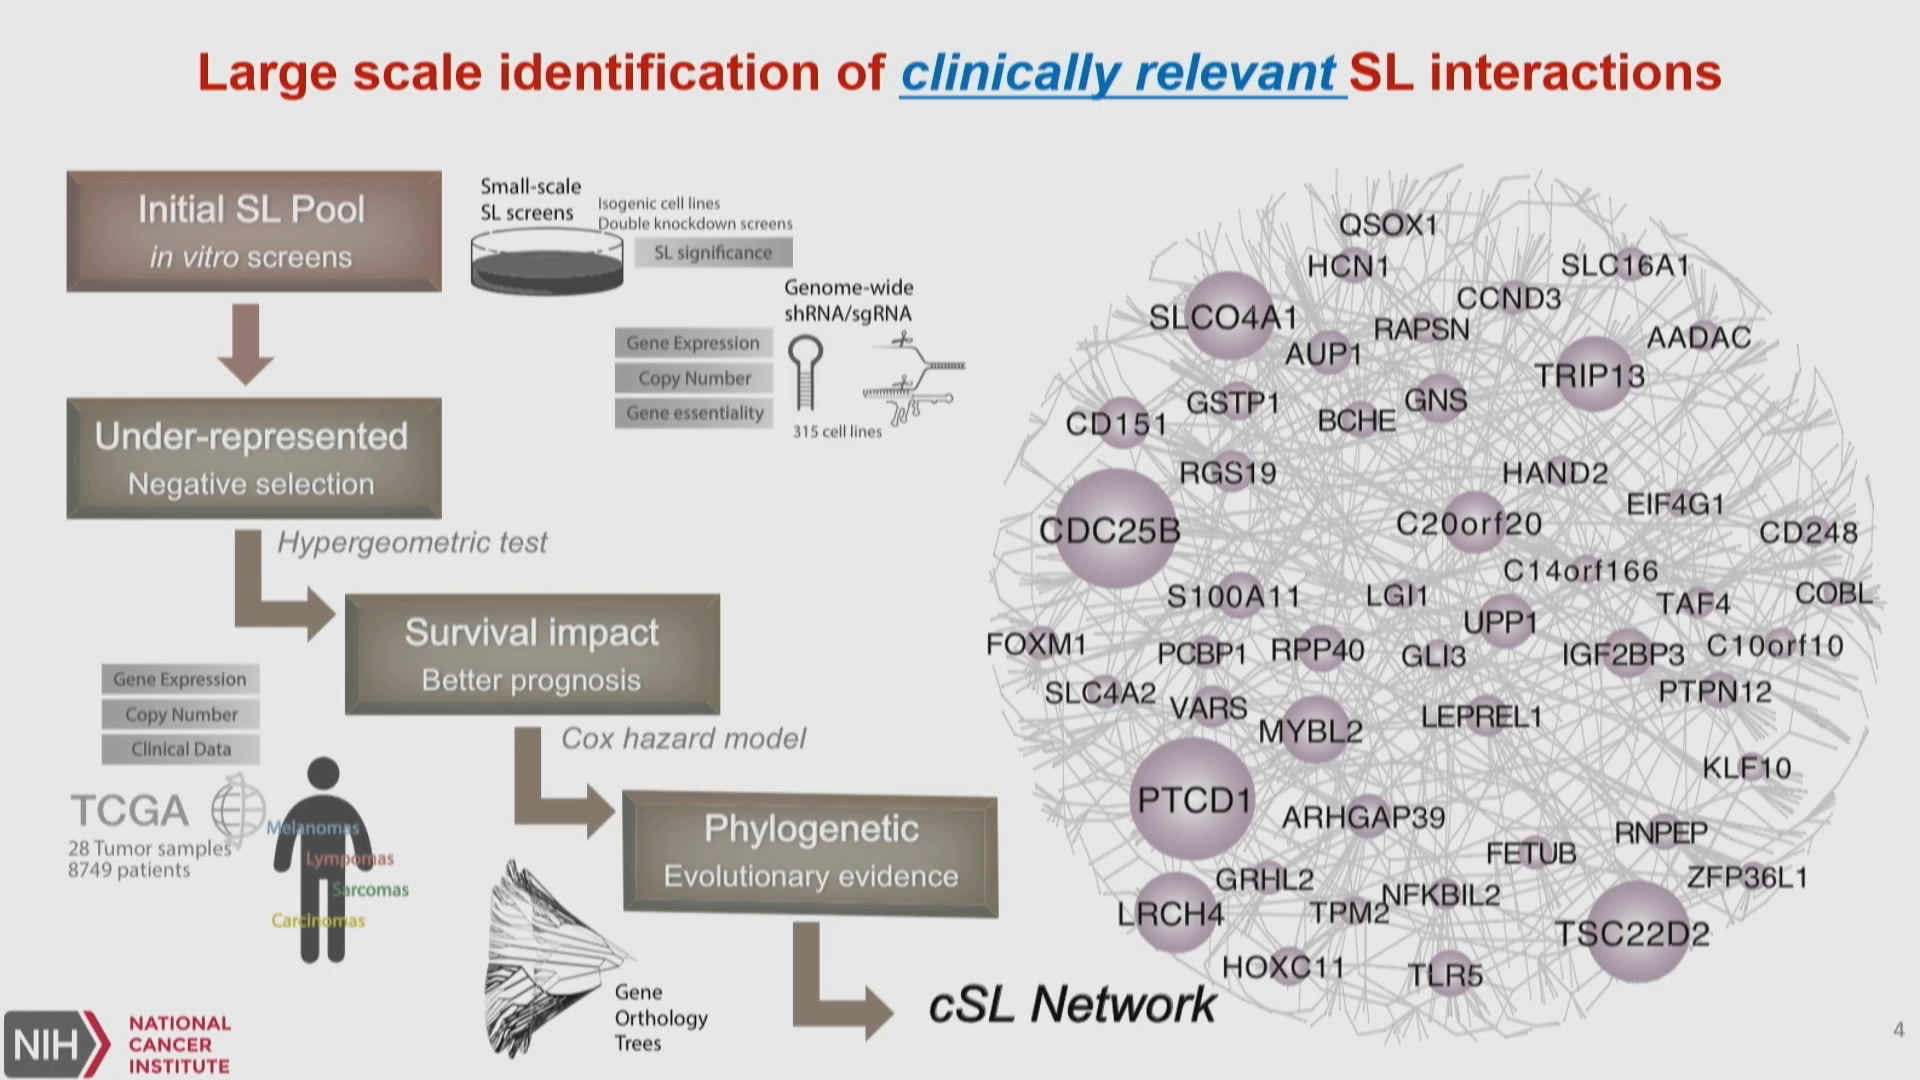 Large scale identification of clinically relevant SL interactions
Initial SL Pool
in vitro screens
Small-scale
SL screens
Isogenic cell lines
Double knockdown screens
SL significance
Genome-wide
shRNA/sgRNA
Gene Expression
Copy Number
Gene essentiality
315 cell lines
Under-represented
Negative selection
Hypergeometric test
Survival impact
Better prognosis
Gene Expression
Copy Number
Clinical Data
Cox hazard model
TCGA
28 Tumor samples
8749 patients
Melanomas
Lympomas
Sarcomas
Carcinomas
Phylogenetic
Evolutionary evidence
Gene
Orthology
Trees
cSL Network
QSOX1
HCN1
SLC16A1
CCND3
SLCO4A1
RAPSN
AADAC
AUP1
TRIP13
GSTP1
GNS
CD151
BCHE
RGS19
HAND2
EIF4G1
CDC25B
C20orf20
CD248
C14orf166
S100A11
LGI1
TAF4
COBL
UPP1
FOXM1
PCBP1
RPP40
GLI3
IGF2BP3
C10orf10
SLC4A2
PTPN12
VARS
LEPREL1
MYBL2
KLF10
PTCD1
ARHGAP39
RNPEP
FETUB
GRHL2
ZFP36L1
NFKBIL2
LRCH4
TPM2
TSC22D2
HOXC11
TLR5
NIH
NATIONAL
CANCER
INSTITUTE
4